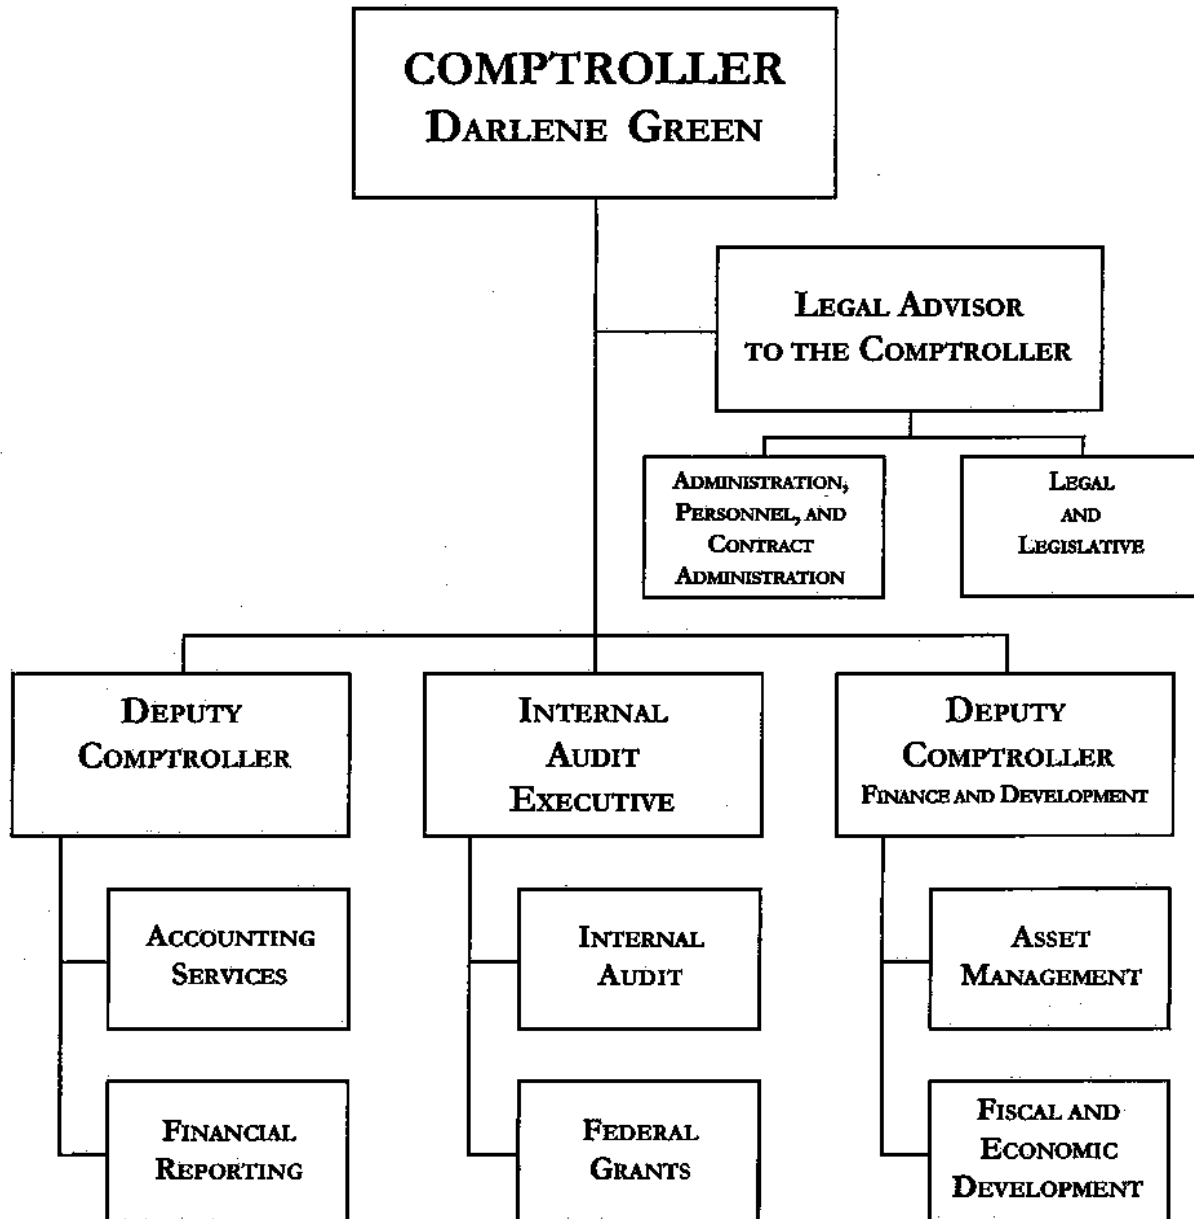 COMPTROLLER
DARLENE GREEN
LEGAL ADVISOR
TO THE COMPTROLLER
ADMINISTRATION,
PERSONNEL, AND
CONTRACT
ADMINISTRATION
LEGAL
AND
LEGISLATIVE
DEPUTY
COMPTROLLER
INTERNAL
AUDIT
EXECUTIVE
DEPUTY
COMPTROLLER
FINANCE AND DEVELOPMENT
ACCOUNTING
SERVICES
INTERNAL
AUDIT
ASSET
MANAGEMENT
FINANCIAL
REPORTING
FEDERAL
GRANTS
FISCAL AND
ECONOMIC
DEVELOPMENT